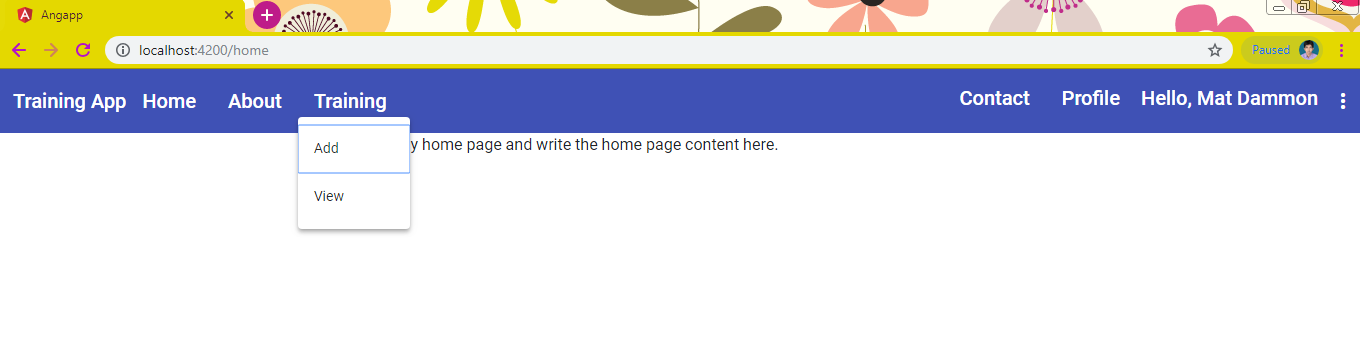 Angapp
localhost:4200/home
Paused
Training App Home About Training Contact Profile Hello, Mat Dammon
y home page and write the home page content here.
Add
View